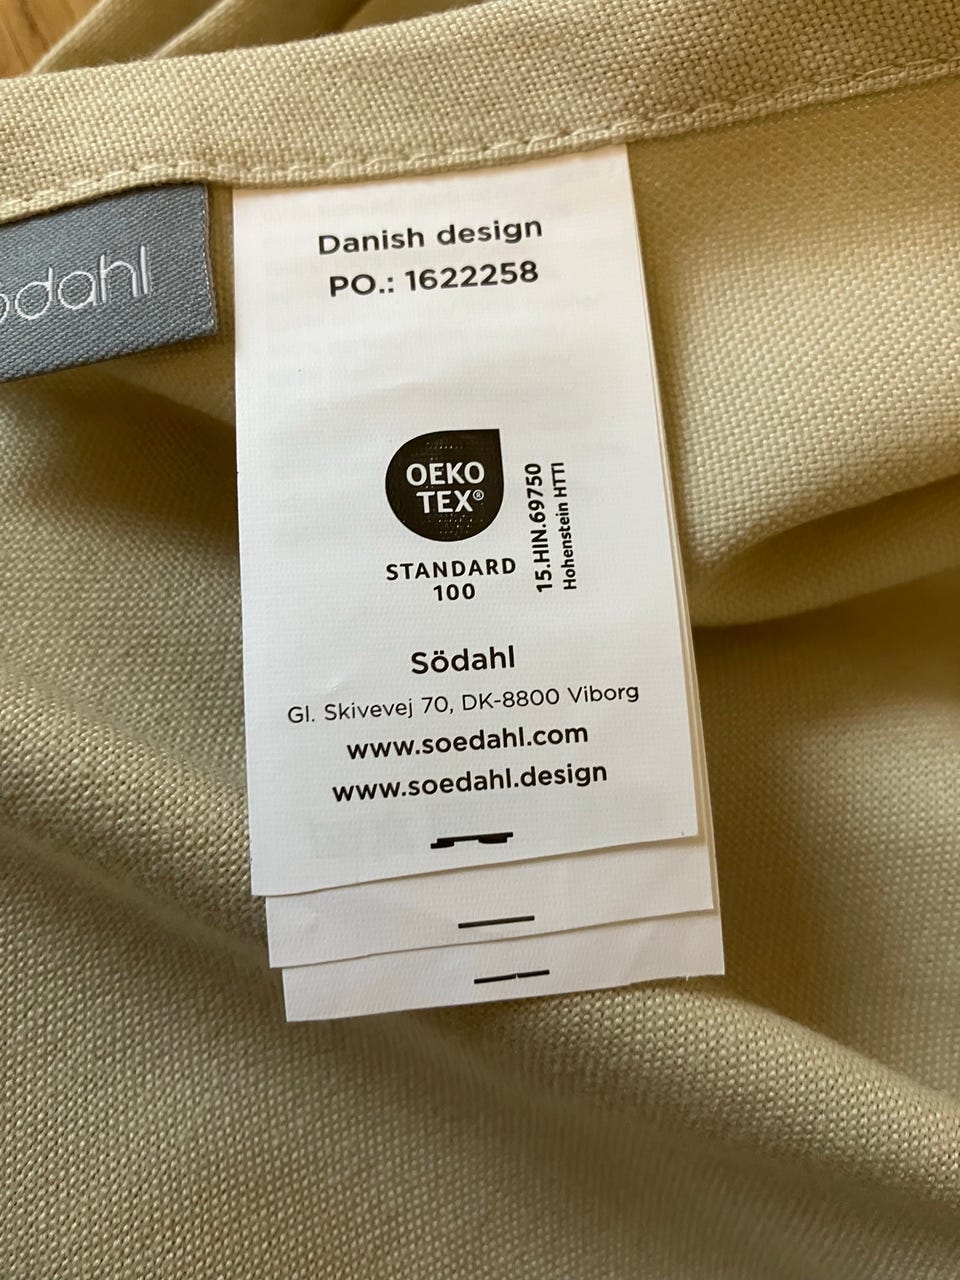 ödahl
Danish design
PO.: 1622258
OEKO
TEX®
STANDARD
100
15.HIN.69750
Hohenstein HTTI
Södahl
Gl. Skivevej 70, DK-8800 Viborg
www.soedahl.com
www.soedahl.design